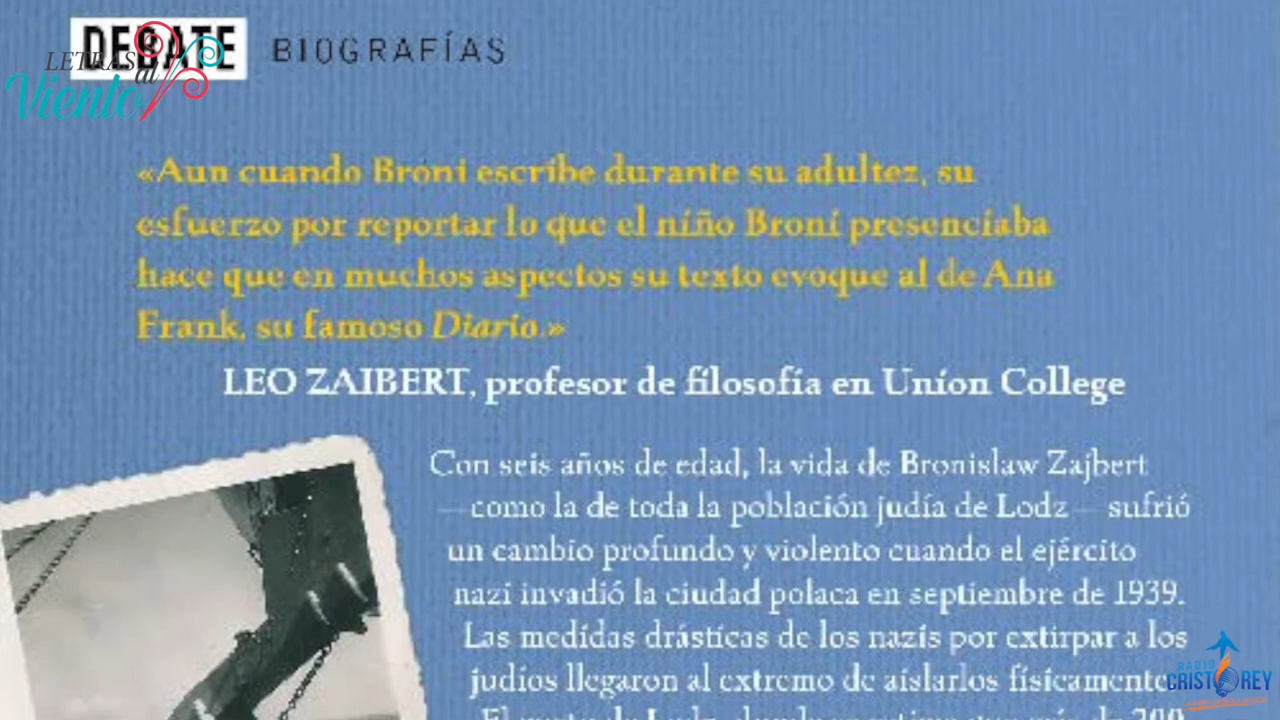 DEBATE BIOGRAFÍAS
LETRAS al Viento
«Aun cuando Broni escribe durante su adultez, su
esfuerzo por reportar lo que el niño Broni presenciaba
hace que en muchos aspectos su texto evoque al de Ana
Frank, su famoso Diario.»
LEO ZAIBERT, profesor de filosofía en Union College
Con seis años de edad, la vida de Bronislaw Zajbert
—como la de toda la población judía de Lodz— sufrió
un cambio profundo y violento cuando el ejército
nazi invadió la ciudad polaca en septiembre de 1939.
Las medidas drásticas de los nazis por extirpar a los
judíos llegaron al extremo de aislarlos físicamente
RADIO
CRISTOREY